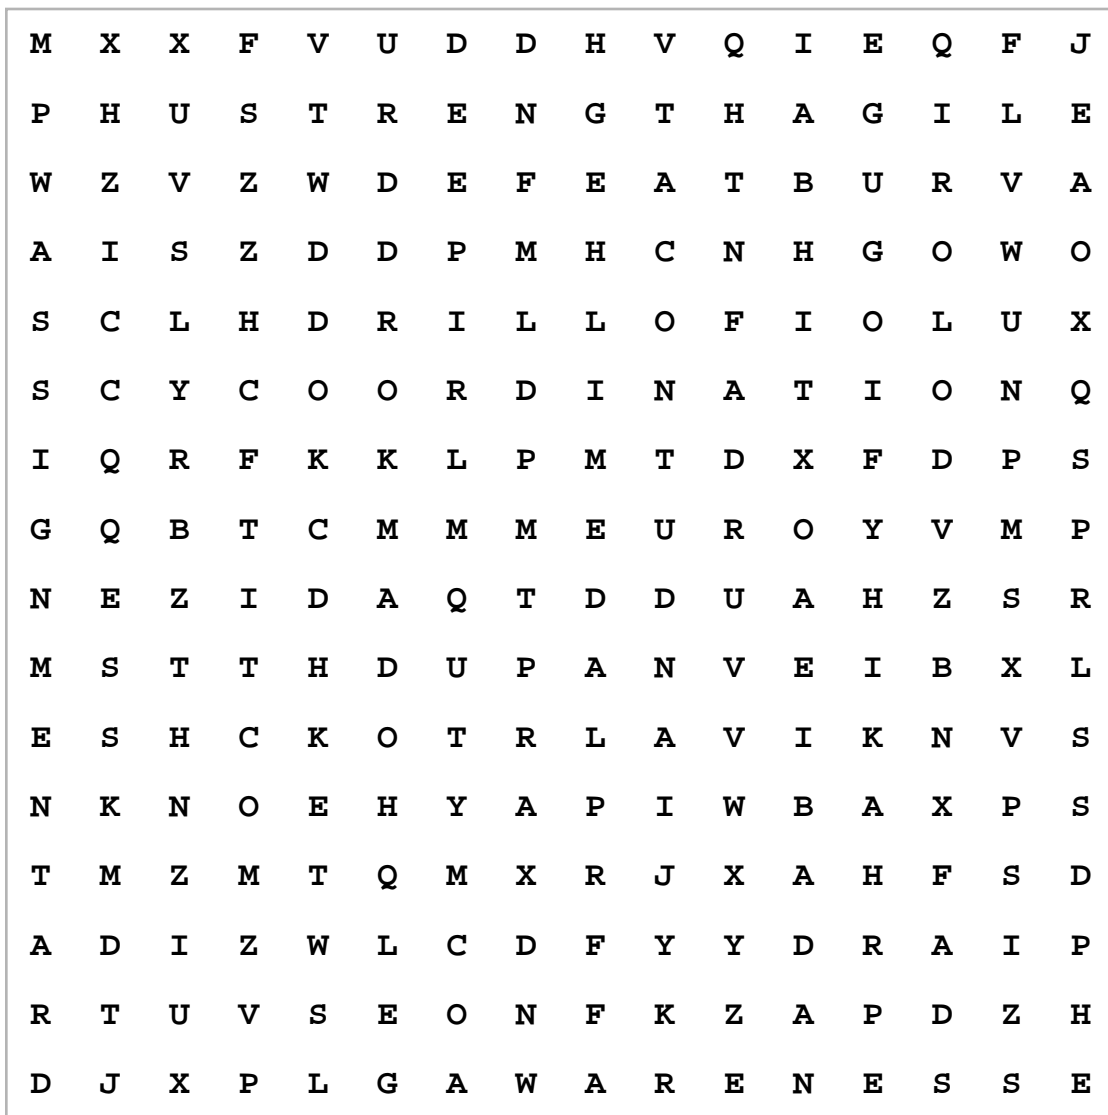 M X X F V U D D H V Q I E Q F J
P H U S T R E N G T H A G I L E
W Z V Z W D E F E A T B U R V A
A I S Z D D P M H C N H G O W O
S C L H D R I L L O F I O L U X
S C Y C O O R D I N A T I O N Q
I Q R F K K L P M T D X F D P S
G Q B T C M M M E U R O Y V M P
N E Z I D A Q T D D U A H Z S R
M S T T H D U P A N V E I B X L
E S H C K O T R L A V I K N V S
N K N O E H Y A P I W B A X P S
T M Z M T Q M X R J X A H F S D
A D I Z W L C D F Y Y D R A I P
R T U V S E O N F K Z A P D Z H
D J X P L G A W A R E N E S S E